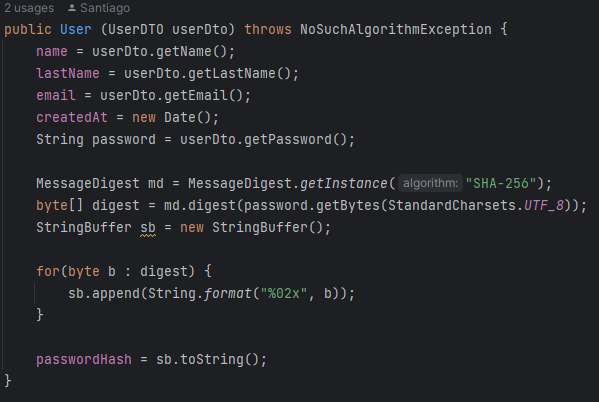 2 usages Santiago
public User (UserDTO userDto) throws NoSuchAlgorithmException {
    name = userDto.getName();
    lastName = userDto.getLastName();
    email = userDto.getEmail();
    createdAt = new Date();
    String password = userDto.getPassword();

    MessageDigest md = MessageDigest.getInstance( algorithm: "SHA-256");
    byte[] digest = md.digest(password.getBytes(StandardCharsets.UTF_8));
    StringBuffer sb = new StringBuffer();

    for(byte b : digest) {
        sb.append(String.format("%02x", b));
    }

    passwordHash = sb.toString();
}